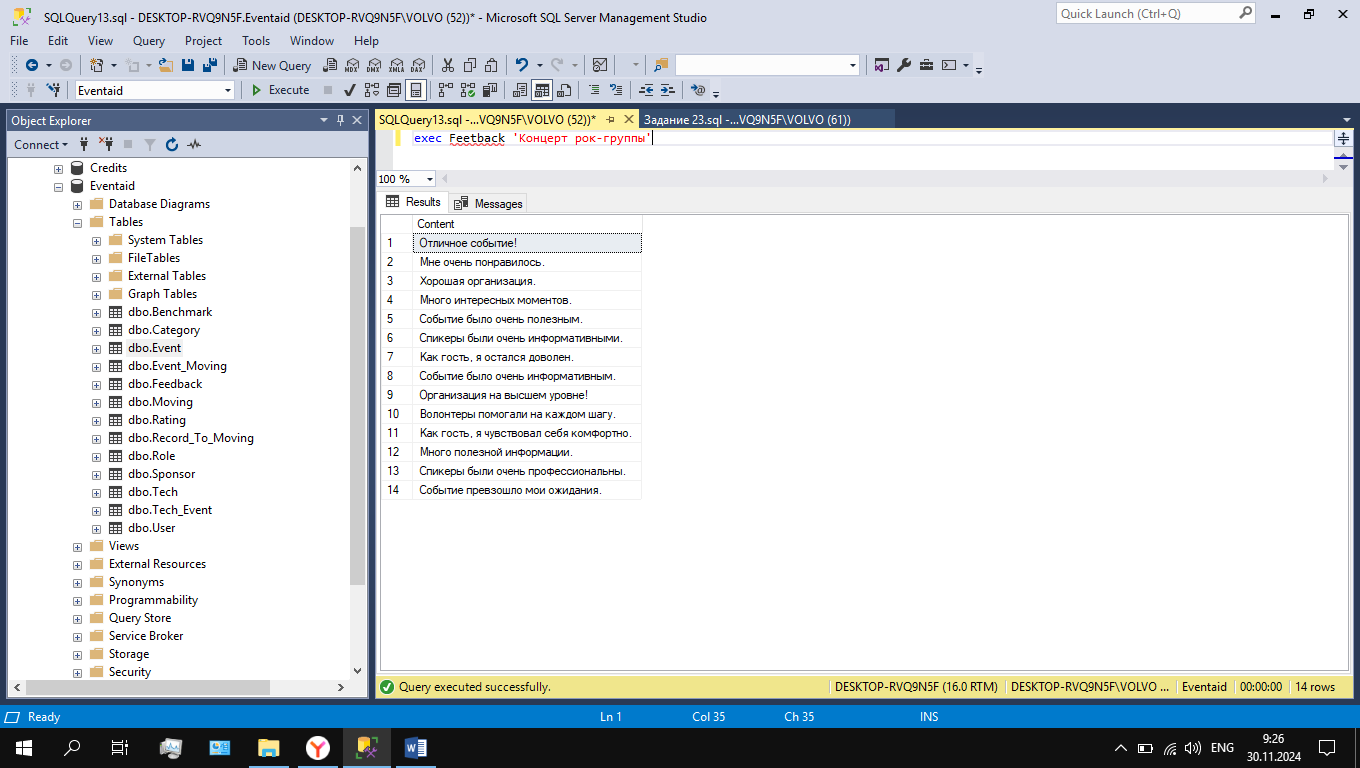 SQLQuery13.sql - DESKTOP-RVQ9N5F.Eventaid (DESKTOP-RVQ9N5F\VOLVO (52))* - Microsoft SQL Server Management Studio
Quick Launch (Ctrl+Q)
File Edit View Query Project Tools Window Help
New Query MDX DMX XMLA DAX
Eventaid Execute
Object Explorer
SQLQuery13.sql -...VQ9N5F\VOLVO (52))* Задание 23.sql -...VQ9N5F\VOLVO (61))
Connect
exec Feetback 'Концерт рок-группы'
100 %
Credits
Eventaid
Database Diagrams
Tables
System Tables
FileTables
External Tables
Graph Tables
dbo.Benchmark
dbo.Category
dbo.Event
dbo.Event_Moving
dbo.Feedback
dbo.Moving
dbo.Rating
dbo.Record_To_Moving
dbo.Role
dbo.Sponsor
dbo.Tech
dbo.Tech_Event
dbo.User
Views
External Resources
Synonyms
Programmability
Query Store
Service Broker
Storage
Security
Results Messages
Content
1 Отличное событие!
2 Мне очень понравилось.
3 Хорошая организация.
4 Много интересных моментов.
5 Событие было очень полезным.
6 Спикеры были очень информативными.
7 Как гость, я остался доволен.
8 Событие было очень информативным.
9 Организация на высшем уровне!
10 Волонтеры помогали на каждом шагу.
11 Как гость, я чувствовал себя комфортно.
12 Много полезной информации.
13 Спикеры были очень профессиональны.
14 Событие превзошло мои ожидания.
Query executed successfully. DESKTOP-RVQ9N5F (16.0 RTM) DESKTOP-RVQ9N5F\VOLVO ... Eventaid 00:00:00 14 rows
Ready Ln 1 Col 35 Ch 35 INS
ENG 9:26
30.11.2024